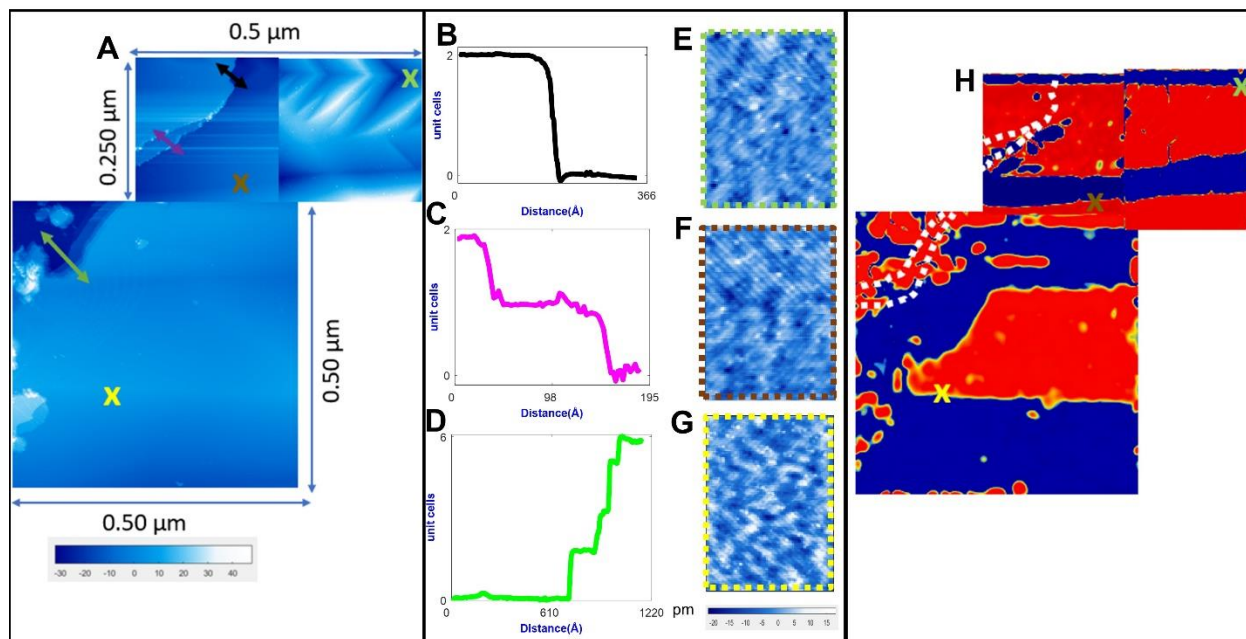 A
0.5 µm
0.250 µm
X
X
X
0.50 µm
0.50 µm
-30 -20 -10 0 10 20 30 40
B
2
unit cells
0
0
366
Distance(Å)
C
2
unit cells
0
0
98
195
Distance(Å)
D
6
unit cells
0
0
610
1220
Distance(Å)
E
F
G
pm
-20 -15 -10 -5 0 5 10 15
H
X
X
X